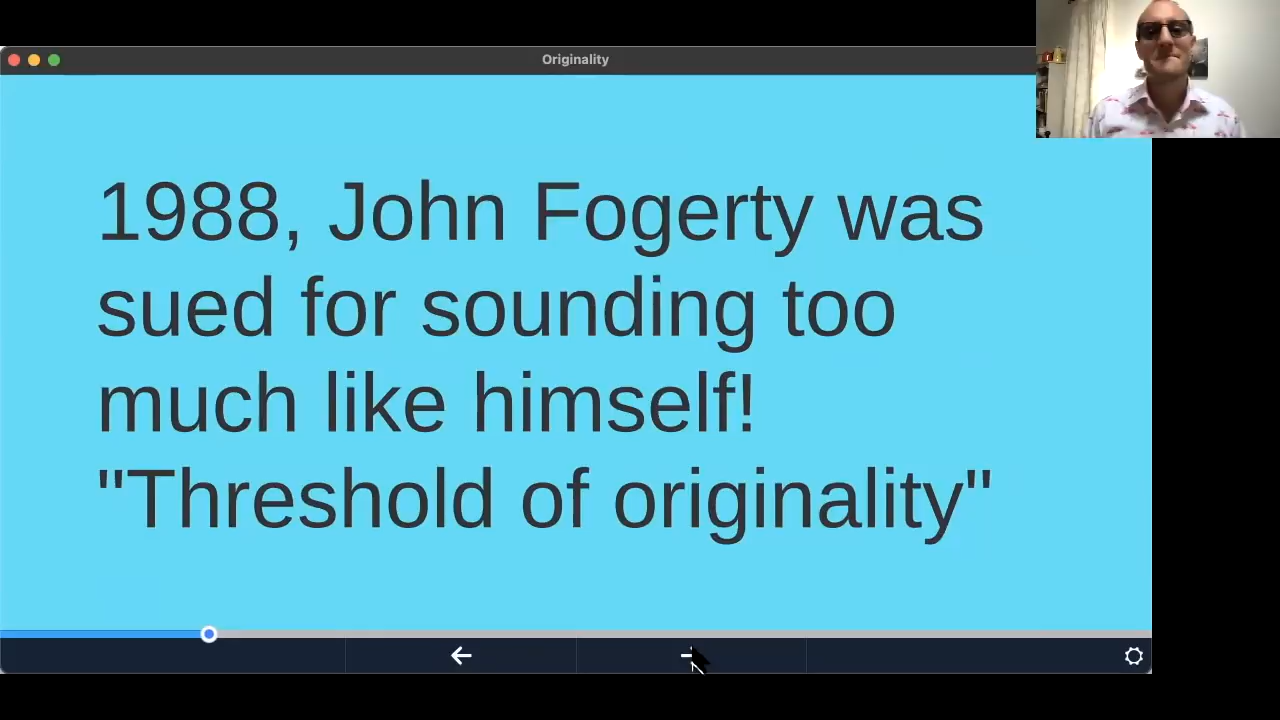 Originality
1988, John Fogerty was
sued for sounding too
much like himself!
"Threshold of originality"